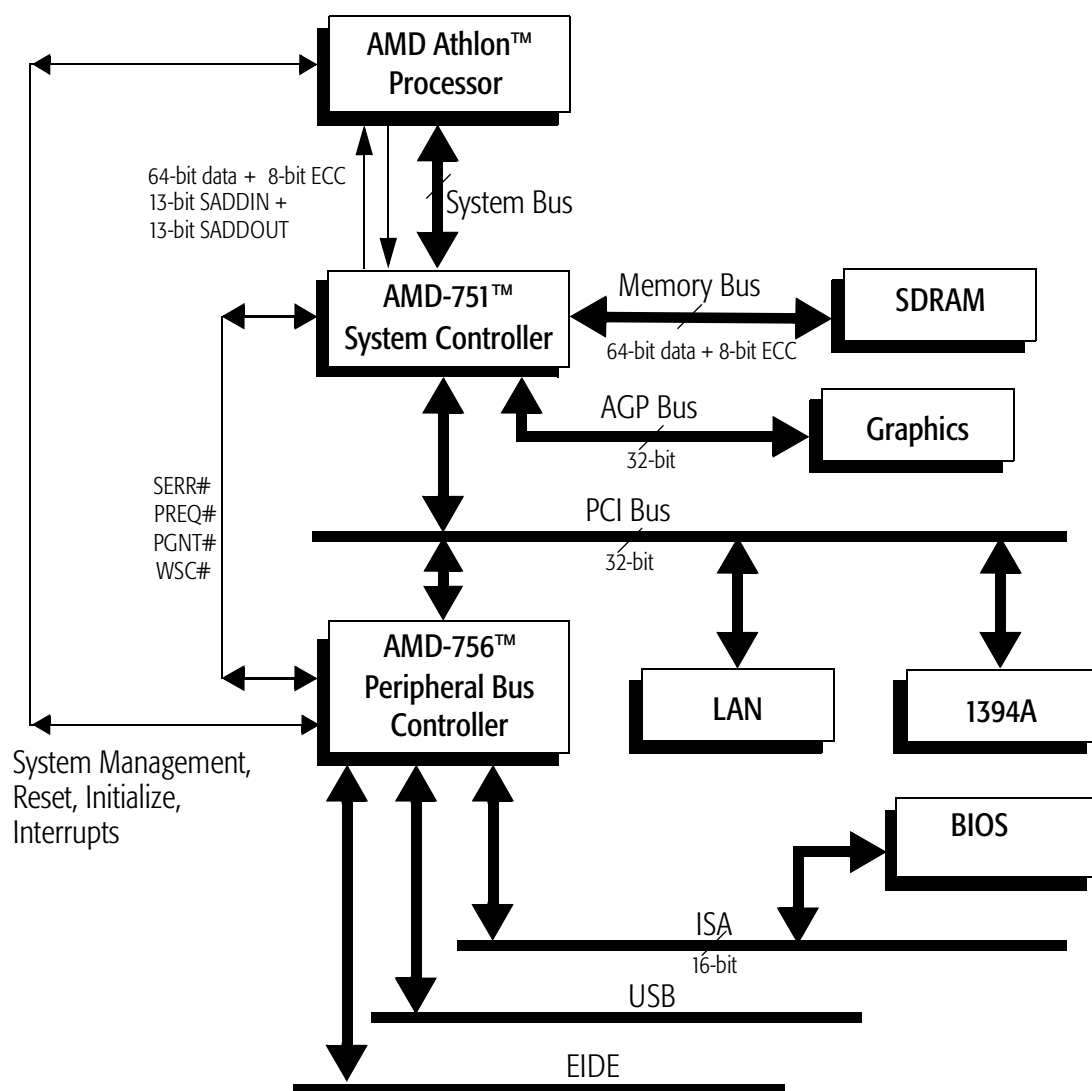 AMD Athlon™
Processor
64-bit data + 8-bit ECC
13-bit SADDIN +
13-bit SADDOUT
System Bus
AMD-751™
System Controller
Memory Bus
64-bit data + 8-bit ECC
SDRAM
AGP Bus
32-bit
Graphics
SERR#
PREQ#
PGNT#
WSC#
PCI Bus
32-bit
AMD-756™
Peripheral Bus
Controller
LAN
1394A
System Management,
Reset, Initialize,
Interrupts
BIOS
ISA
16-bit
USB
EIDE